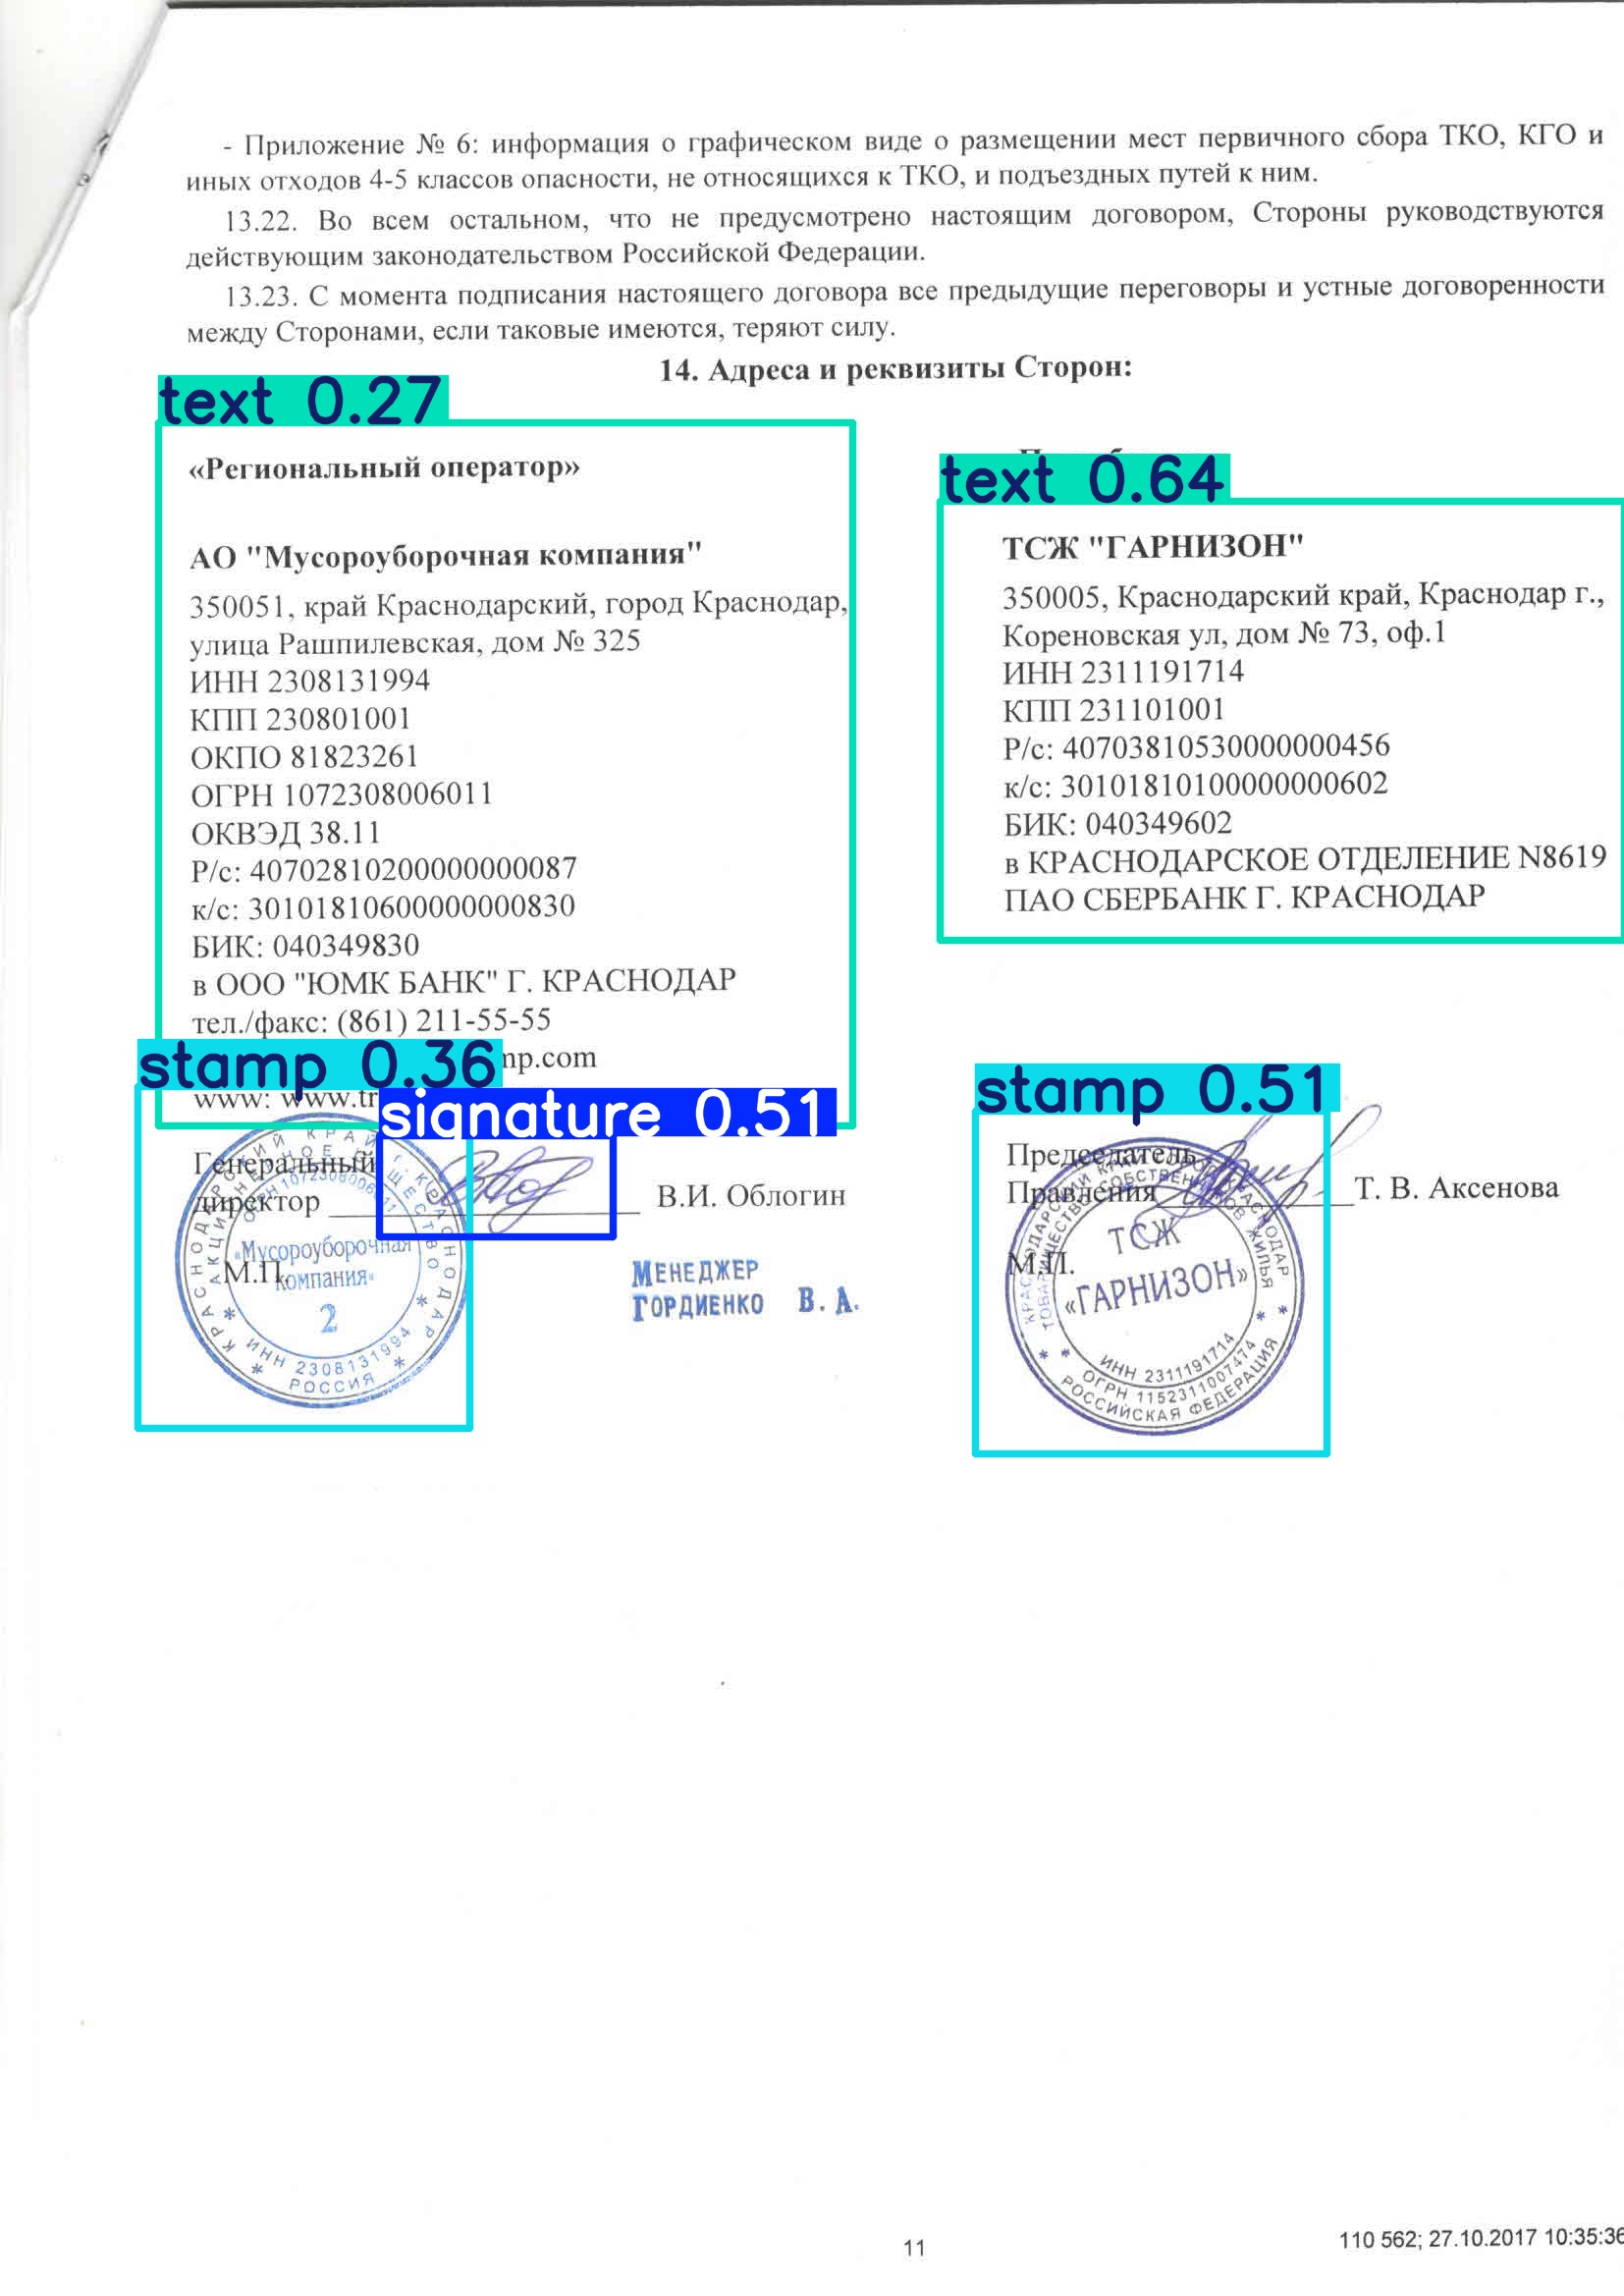 - Приложение № 6: информация о графическом виде о размещении мест первичного сбора ТКО, КГО и
иных отходов 4-5 классов опасности, не относящихся к ТКО, и подъездных путей к ним.
13.22. Во всем остальном, что не предусмотрено настоящим договором, Стороны руководствуются
действующим законодательством Российской Федерации.
13.23. С момента подписания настоящего договора все предыдущие переговоры и устные договоренности
между Сторонами, если таковые имеются, теряют силу.
14. Адреса и реквизиты Сторон:
text 0.27
«Региональный оператор»
АО "Мусороуборочная компания"
350051, край Краснодарский, город Краснодар,
улица Рашпилевская, дом № 325
ИНН 2308131994
КПП 230801001
ОКПО 81823261
ОГРН 1072308006011
ОКВЭД 38.11
Р/с: 40702810200000000087
к/с: 30101810600000000830
БИК: 040349830
в ООО "ЮМК БАНК" Г. КРАСНОДАР
тел./факс: (861) 211-55-55
mp.com
www: www.tr
stamp 0.36
signature 0.51
Генеральный
директор В.И. Облогин
М.П.
КРАСНОДАРСКИЙ КРАЙ г. КРАСНОДАР
АКЦИОНЕРНОЕ ОБЩЕСТВО
ОГРН 1072308006011
«Мусороуборочная
компания»
2
ИНН 2308131994
РОССИЯ
МЕНЕДЖЕР
ГОРДИЕНКО В.А.
text 0.64
ТСЖ "ГАРНИЗОН"
350005, Краснодарский край, Краснодар г.,
Кореновская ул, дом № 73, оф.1
ИНН 2311191714
КПП 231101001
Р/с: 40703810530000000456
к/с: 30101810100000000602
БИК: 040349602
в КРАСНОДАРСКОЕ ОТДЕЛЕНИЕ N8619
ПАО СБЕРБАНК Г. КРАСНОДАР
stamp 0.51
Председатель
Правления Т. В. Аксенова
М.П.
КРАСНОДАРСКИЙ КРАЙ ГОРОД КРАСНОДАР
ТОВАРИЩЕСТВО СОБСТВЕННИКОВ ЖИЛЬЯ
ТСЖ
«ГАРНИЗОН»
ИНН 2311191714
ОГРН 1152311007474
РОССИЙСКАЯ ФЕДЕРАЦИЯ
11
110 562; 27.10.2017 10:35:36